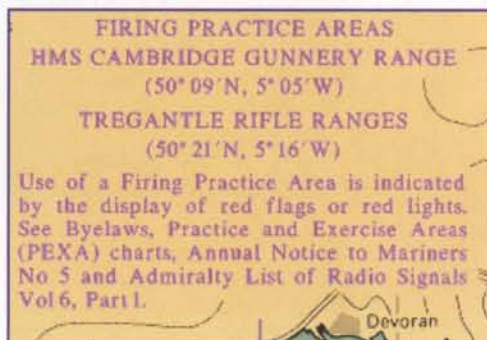 FIRING PRACTICE AREAS
HMS CAMBRIDGE GUNNERY RANGE
(50° 09′N, 5° 05′W)
TREGANTLE RIFLE RANGES
(50° 21′N, 5° 16′W)
Use of a Firing Practice Area is indicated
by the display of red flags or red lights.
See Byelaws, Practice and Exercise Areas
(PEXA) charts, Annual Notice to Mariners
No 5 and Admiralty List of Radio Signals
Vol 6, Part 1.
Devoran